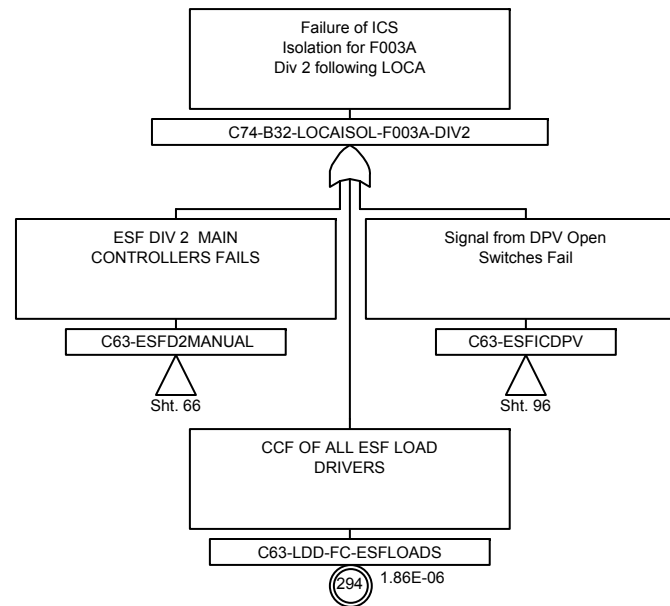 Failure of ICS
Isolation for F003A
Div 2 following LOCA
C74-B32-LOCAISOL-F003A-DIV2
ESF DIV 2 MAIN
CONTROLLERS FAILS
C63-ESFD2MANUAL
Sht. 66
Signal from DPV Open
Switches Fail
C63-ESFICDPV
Sht. 96
CCF OF ALL ESF LOAD
DRIVERS
C63-LDD-FC-ESFLOADS
294
1.86E-06